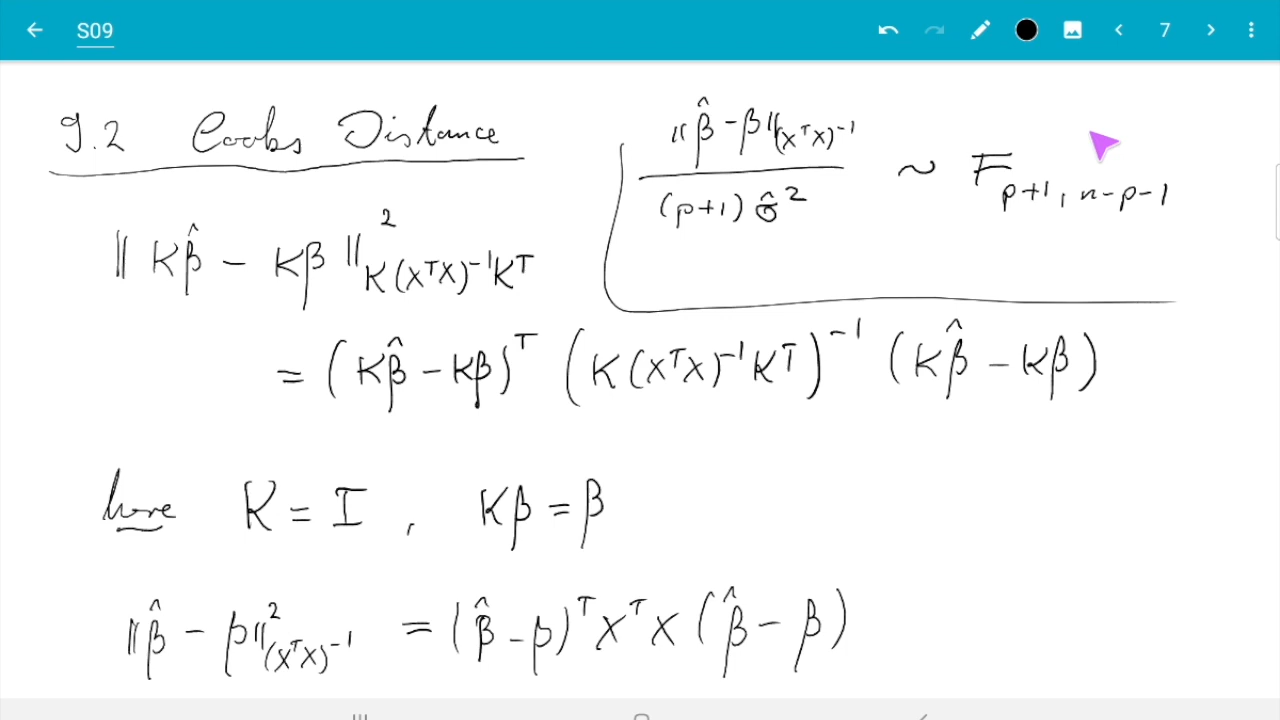 S09
7
9.2 Cooks Distance
‖β̂ - β‖(XᵀX)⁻¹ / (p+1) σ̂² ~ F p+1, n-p-1
‖ Kβ̂ - Kβ ‖² K(XᵀX)⁻¹Kᵀ
= (Kβ̂ - Kβ)ᵀ (K(XᵀX)⁻¹Kᵀ)⁻¹ (Kβ̂ - Kβ)
here K = I , Kβ = β
‖β̂ - β‖² (XᵀX)⁻¹ = (β̂ - β)ᵀ XᵀX (β̂ - β)